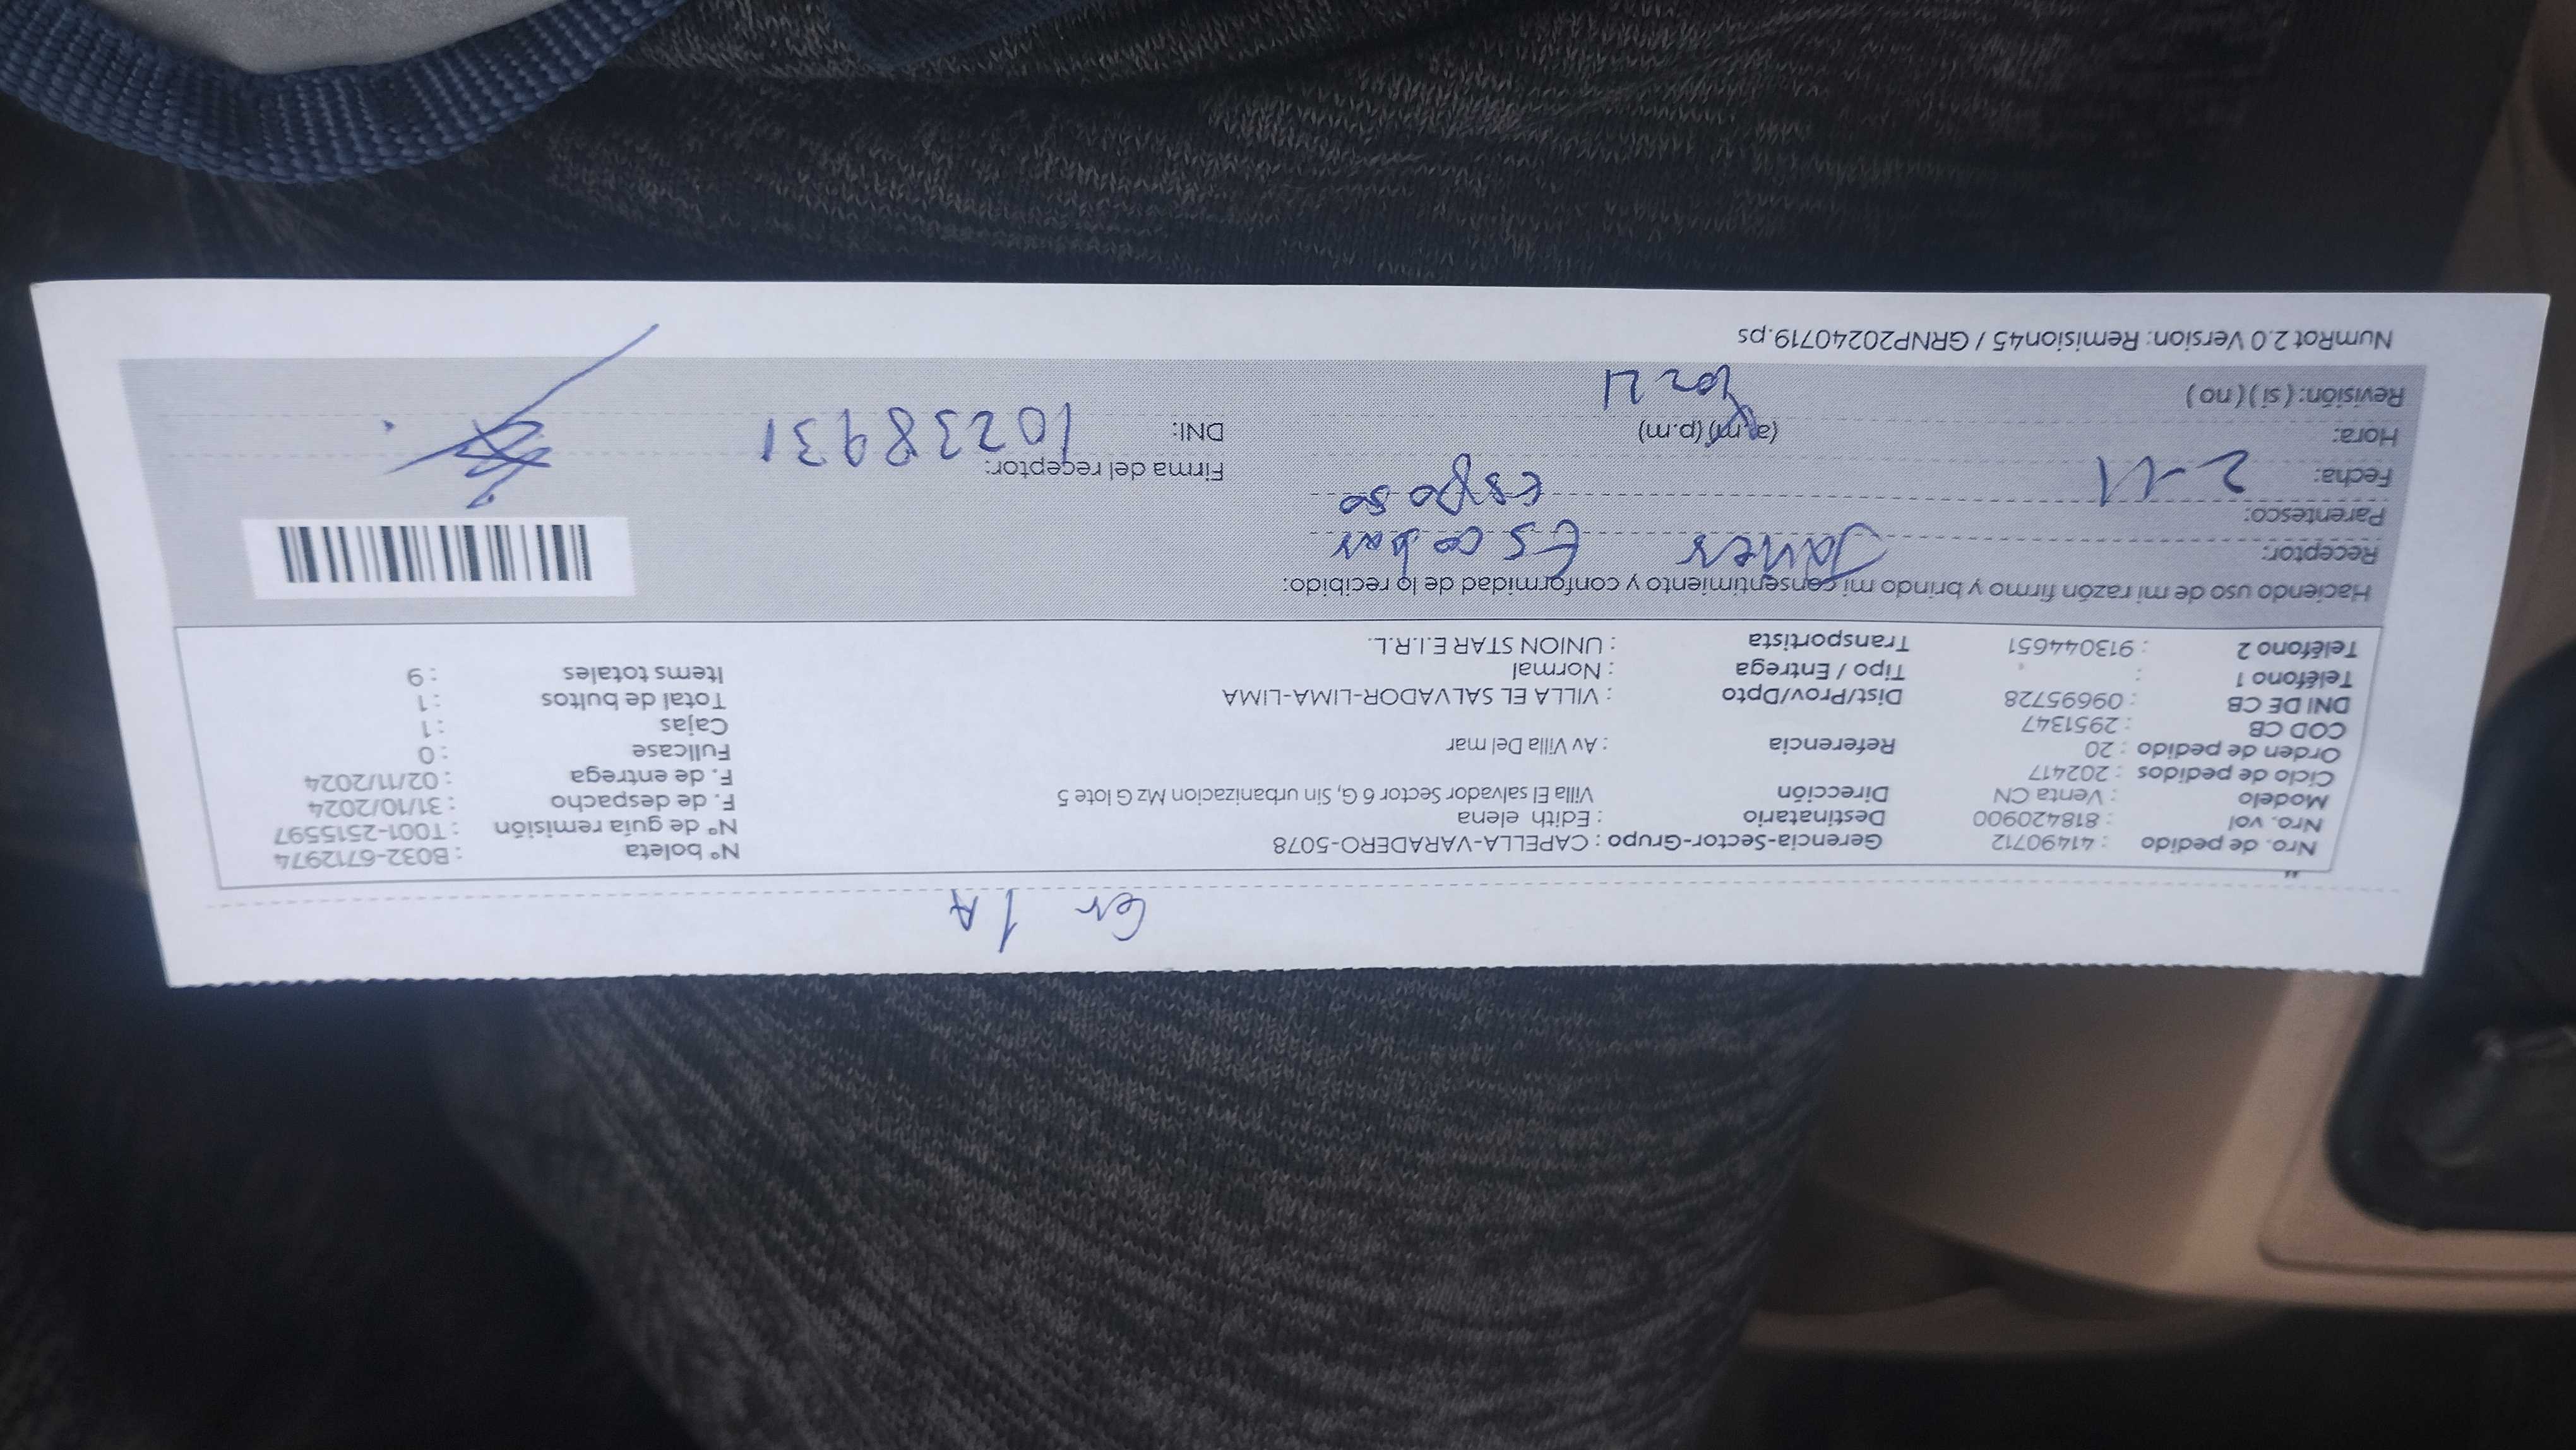 Cr 1A
Nro. de pedido : 41490712 Gerencia-Sector-Grupo : CAPELLA-VARADERO-5078 Nº boleta : B032-6712974
Nro. vol : 818420900 Destinatario : Edith elena Nº de guía remisión : T001-2515597
Modelo : Venta CN Dirección Villa El salvador Sector 6 G, Sin urbanizacion Mz G lote 5 F. de despacho : 31/10/2024
Ciclo de pedidos : 202417 F. de entrega : 02/11/2024
Orden de pedido : 20 Referencia : Av Villa Del mar Fullcase : 0
COD CB : 2951347 Cajas : 1
DNI DE CB : 09695728 Dist/Prov/Dpto : VILLA EL SALVADOR-LIMA-LIMA Total de bultos : 1
Teléfono 1 : Tipo / Entrega : Normal Items totales : 9
Teléfono 2 : 913044651 Transportista : UNION STAR E.I.R.L.
Haciendo uso de mi razón firmo y brindo mi consentimiento y conformidad de lo recibido:
Receptor: Escobar
Parentesco: esposo
Fecha: 2-11 Firma del receptor:
Hora: (a.m) (p.m) DNI: 10238931
Revisión: ( si ) ( no )
NumRot 2.0 Version: Remision45 / GRNP20240719.ps